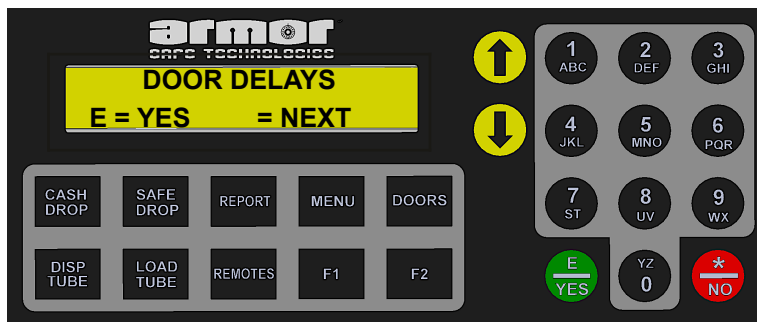 armor
SAFE TECHNOLOGIES
DOOR DELAYS
E = YES = NEXT
CASH DROP
SAFE DROP
REPORT
MENU
DOORS
DISP TUBE
LOAD TUBE
REMOTES
F1
F2
1
ABC
2
DEF
3
GHI
4
JKL
5
MNO
6
PQR
7
ST
8
UV
9
WX
E
YES
YZ
0
*
NO